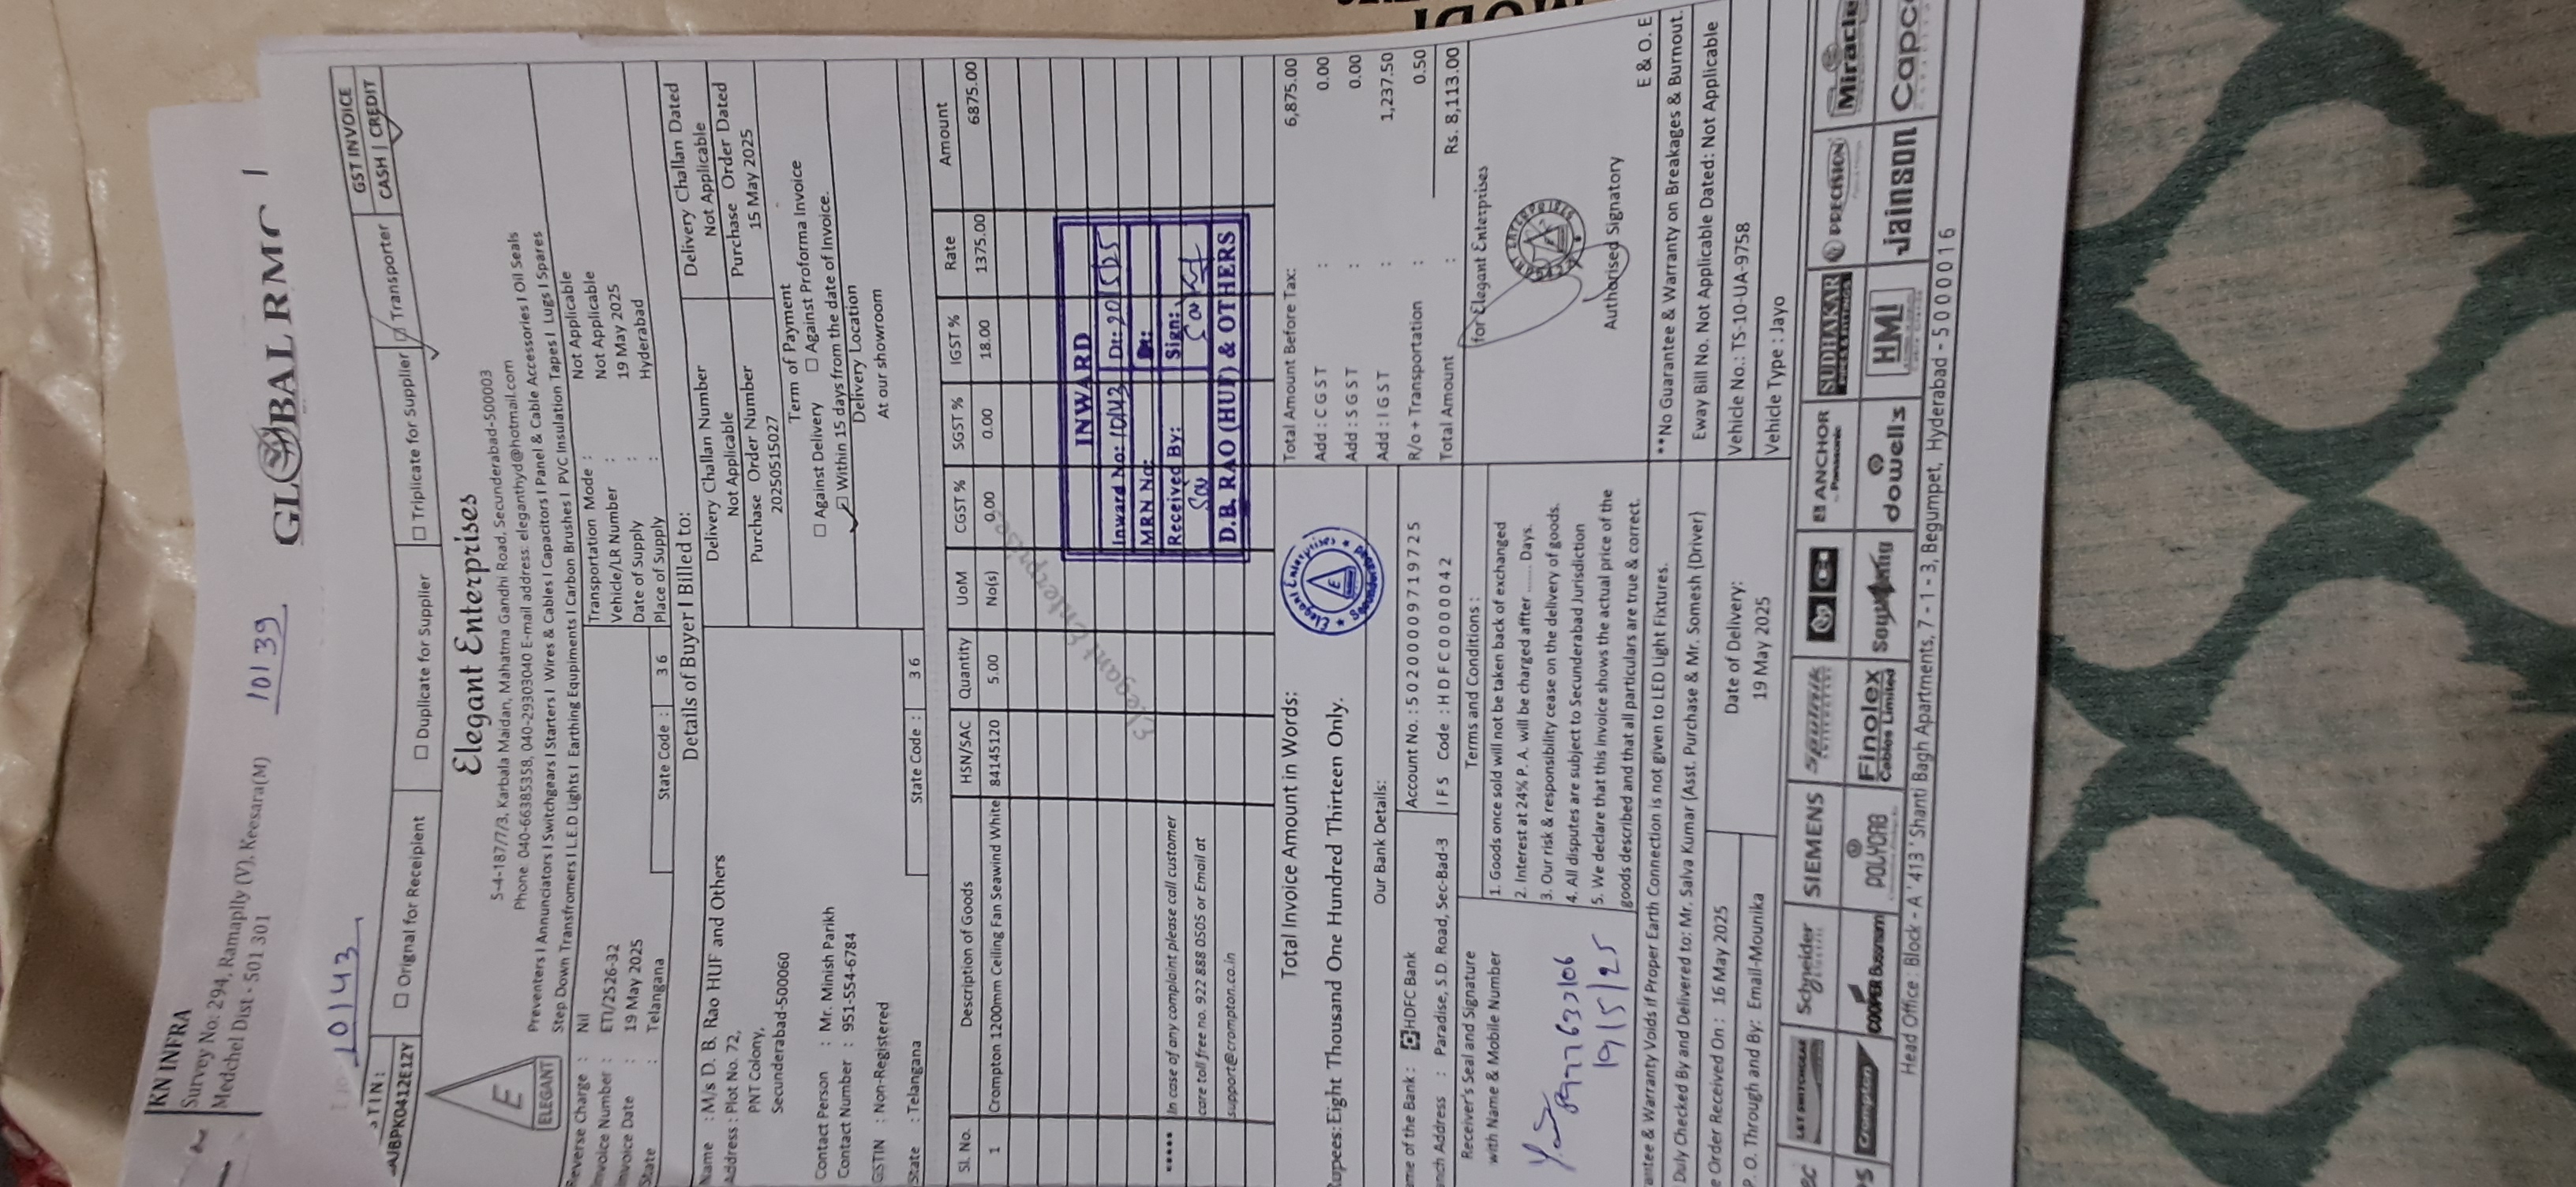 KN INFRA
Survey No: 294, Ramaplly (V), Keesara(M)
Medchel Dist - 501 301
GLOBAL RMC
10139
10143
GST INVOICE
CASH | CREDIT
TIN:
AJBPK0412E1ZY
Orignal for Receipient
Duplicate for Supplier
Triplicate for Supplier
Transporter
Elegant Enterprises
5-4-187/7/3, Karbala Maidan, Mahatma Gandhi Road, Secunderabad-500003
Phone 040-66385358, 040-29303040 E-mail address: eleganthyd@hotmail.com
Preventers I Annunciators I Switchgears I Starters I Wires & Cables I Capacitors I Panel & Cable Accessories I Oil Seals
Step Down Transfromers I L.E.D Lights I Earthing Equipments I Carbon Brushes I PVC Insulation Tapes I Lugs I Spares
E
ELEGANT
Reverse Charge : Nil
Invoice Number : ETI/2526-32
Invoice Date : 19 May 2025
State : Telangana
State Code : 36
Transportation Mode : Not Applicable
Vehicle/LR Number : Not Applicable
Date of Supply : 19 May 2025
Place of Supply : Hyderabad
Details of Buyer I Billed to:
Name : M/s D. B. Rao HUF and Others
Address : Plot No. 72,
PNT Colony,
Secunderabad-500060
Contact Person : Mr. Minish Parikh
Contact Number : 951-554-6784
GSTIN : Non-Registered
State : Telangana
State Code : 36
Delivery Challan Number
Delivery Challan Dated
Not Applicable
Not Applicable
Purchase Order Number
Purchase Order Dated
20250515027
15 May 2025
Term of Payment
Against Delivery
Against Proforma Invoice
Within 15 days from the date of Invoice.
Delivery Location
At our showroom
Sl. No. Description of Goods HSN/SAC Quantity UoM CGST % SGST % IGST % Rate Amount
1 Crompton 1200mm Ceiling Fan Seawind White 84145120 5.00 No(s) 0.00 0.00 18.00 1375.00 6875.00
Elegant Enterprises
INWARD
Inward No: 10143 Dt: 20/5/25
MRN No: Dt:
Received By: Sign:
D.B. RAO (HUF) & OTHERS
***** In case of any complaint please call customer
care toll free no. 922 888 0505 or Email at
support@crompton.co.in
Total Invoice Amount in Words:
Rupees:Eight Thousand One Hundred Thirteen Only.
Elegant Enterprises
Total Amount Before Tax: 6,875.00
Add : CGST : 0.00
Add : SGST : 0.00
Add : IGST : 1,237.50
R/o + Transportation : 0.50
Total Amount : Rs. 8,113.00
Our Bank Details:
Name of the Bank : HDFC Bank
Account No. : 50200009719725
Branch Address : Paradise, S.D. Road, Sec-Bad-3
IFS Code : HDFC0000042
Receiver's Seal and Signature
with Name & Mobile Number
19/5/25
Terms and Conditions :
1. Goods once sold will not be taken back of exchanged
2. Interest at 24% P. A. will be charged affter ........ Days.
3. Our risk & responsibility cease on the delivery of goods.
4. All disputes are subject to Secunderabad Jurisdiction
5. We declare that this invoice shows the actual price of the
goods described and that all particulars are true & correct.
for Elegant Enterprises
Authorised Signatory
E & O. E
antee & Warranty Voids if Proper Earth Connection is not given to LED Light Fixtures.
**No Guarantee & Warranty on Breakages & Burnout.
Duly Checked By and Delivered to: Mr. Salva Kumar (Asst. Purchase & Mr. Somesh (Driver)
Eway Bill No. Not Applicable Dated: Not Applicable
e Order Received On : 16 May 2025
Date of Delivery:
Vehicle No.: TS-10-UA-9758
P. O. Through and By: Email-Mounika
19 May 2025
Vehicle Type : Jayo
L&T SWITCHGEAR
Schneider
SIEMENS
ANCHOR
by Panasonic
SUDHAKAR
PRECISION
Miracle
Crompton
COOPER Bussmann
POLYCAB
Finolex
Cables Limited
dowells
HMI
Jainson
Capco
Head Office : Block - A ' 413 ' Shanti Bagh Apartments, 7 - 1 - 3, Begumpet, Hyderabad - 500016